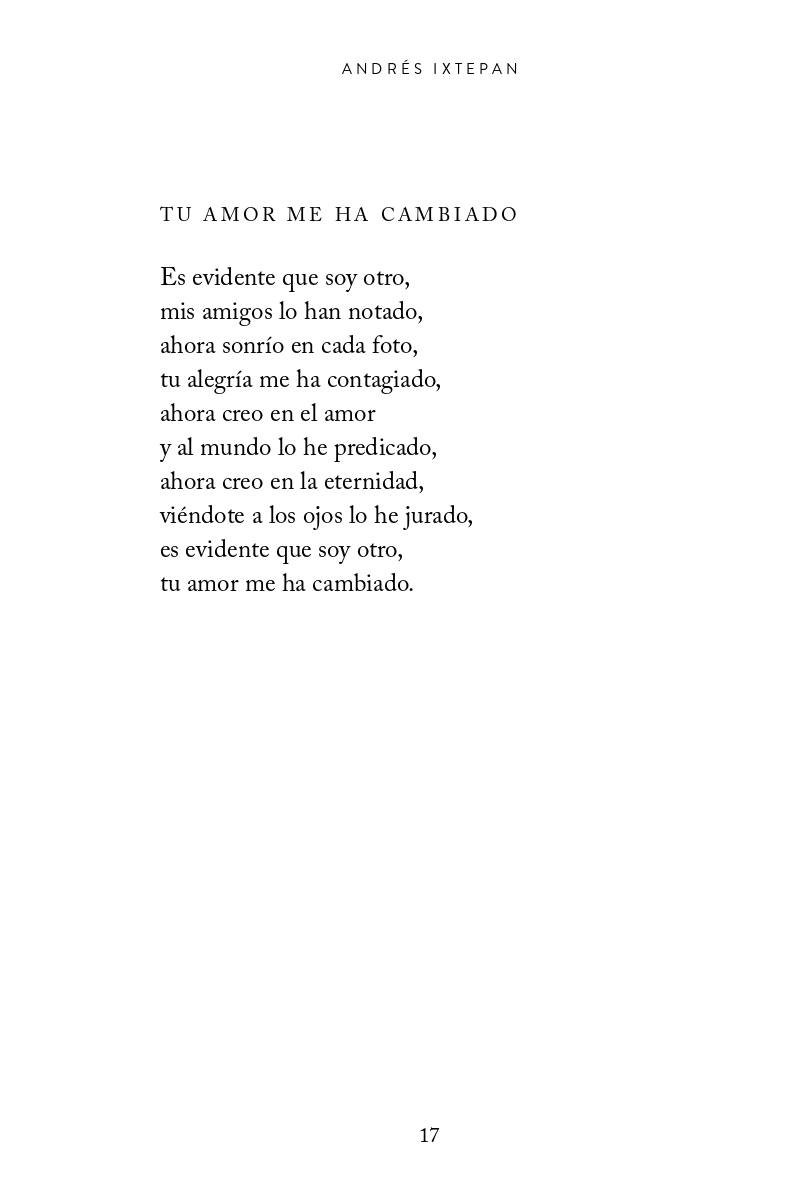 ANDRÉS IXTEPAN
TU AMOR ME HA CAMBIADO
Es evidente que soy otro,
mis amigos lo han notado,
ahora sonrío en cada foto,
tu alegría me ha contagiado,
ahora creo en el amor
y al mundo lo he predicado,
ahora creo en la eternidad,
viéndote a los ojos lo he jurado,
es evidente que soy otro,
tu amor me ha cambiado.
17